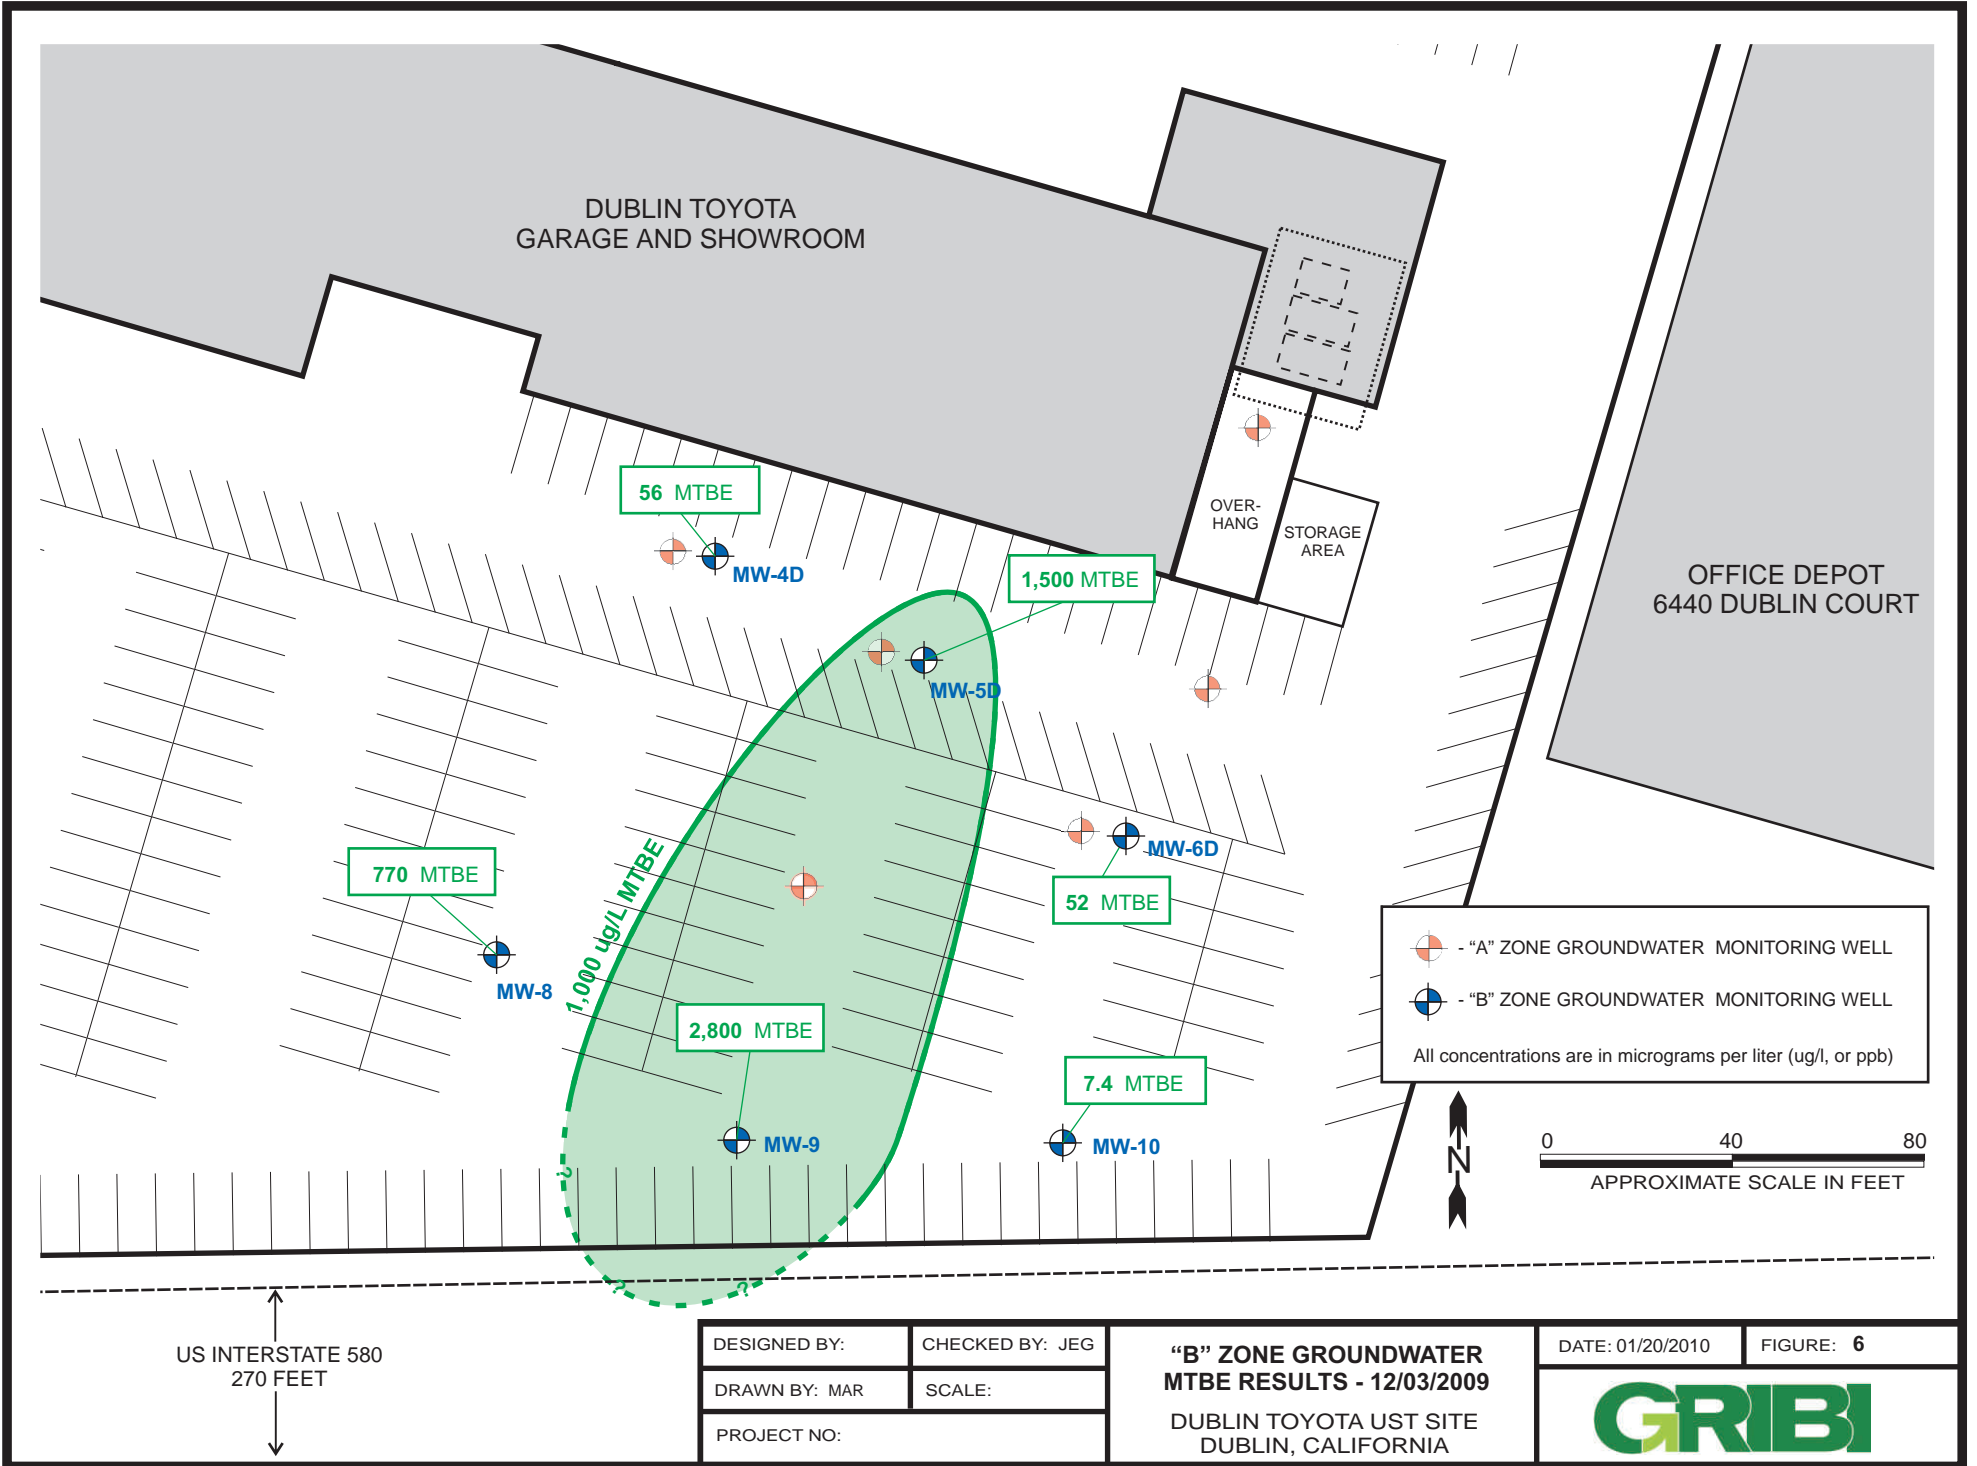 DUBLIN TOYOTA
GARAGE AND SHOWROOM
56 MTBE
MW-4D
OVER-
HANG
STORAGE
AREA
1,500 MTBE
MW-5D
OFFICE DEPOT
6440 DUBLIN COURT
1,000 ug/L MTBE
770 MTBE
MW-8
MW-6D
52 MTBE
2,800 MTBE
MW-9
7.4 MTBE
MW-10
?
?
?
- “A” ZONE GROUNDWATER MONITORING WELL
- “B” ZONE GROUNDWATER MONITORING WELL
All concentrations are in micrograms per liter (ug/l, or ppb)
N
0 40 80
APPROXIMATE SCALE IN FEET
US INTERSTATE 580
270 FEET
DESIGNED BY:
CHECKED BY: JEG
DRAWN BY: MAR
SCALE:
PROJECT NO:
“B” ZONE GROUNDWATER
MTBE RESULTS - 12/03/2009
DUBLIN TOYOTA UST SITE
DUBLIN, CALIFORNIA
DATE: 01/20/2010
FIGURE: 6
GRIBI